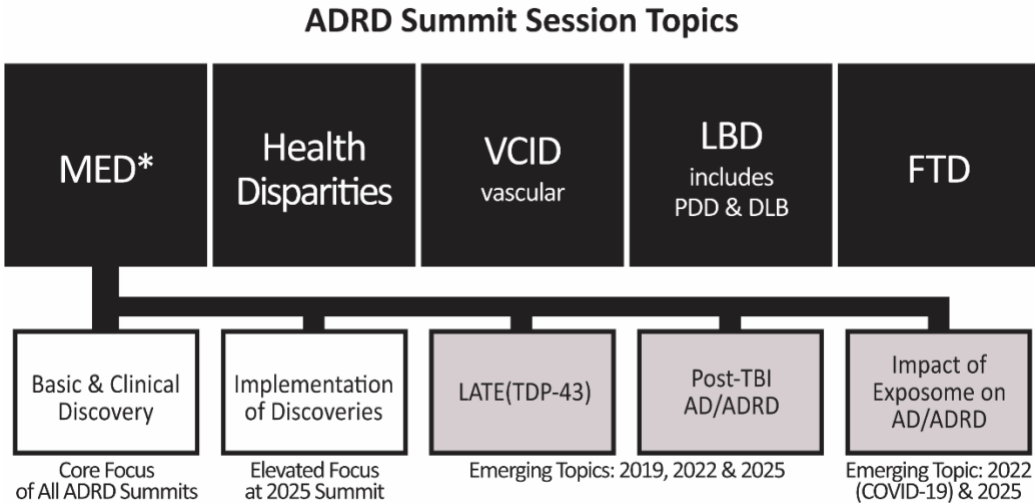 ADRD Summit Session Topics
MED*
Health
Disparities
VCID
vascular
LBD
includes
PDD & DLB
FTD
Basic & Clinical
Discovery
Implementation
of Discoveries
LATE(TDP-43)
Post-TBI
AD/ADRD
Impact of
Exposome on
AD/ADRD
Core Focus
of All ADRD Summits
Elevated Focus
at 2025 Summit
Emerging Topics: 2019, 2022 & 2025
Emerging Topic: 2022
(COVID-19) & 2025